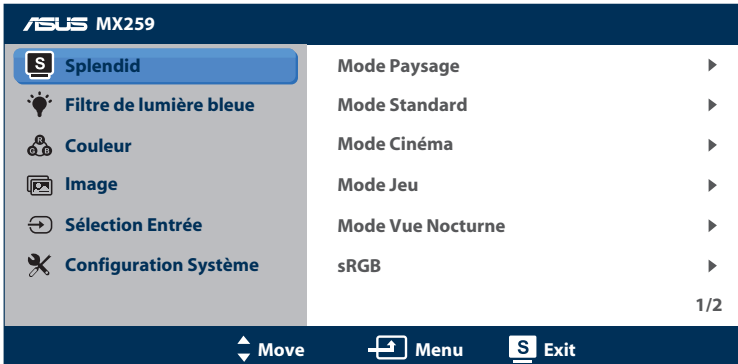 ASUS MX259
Splendid
Filtre de lumière bleue
Couleur
Image
Sélection Entrée
Configuration Système
Mode Paysage
Mode Standard
Mode Cinéma
Mode Jeu
Mode Vue Nocturne
sRGB
1/2
Move
Menu
S Exit